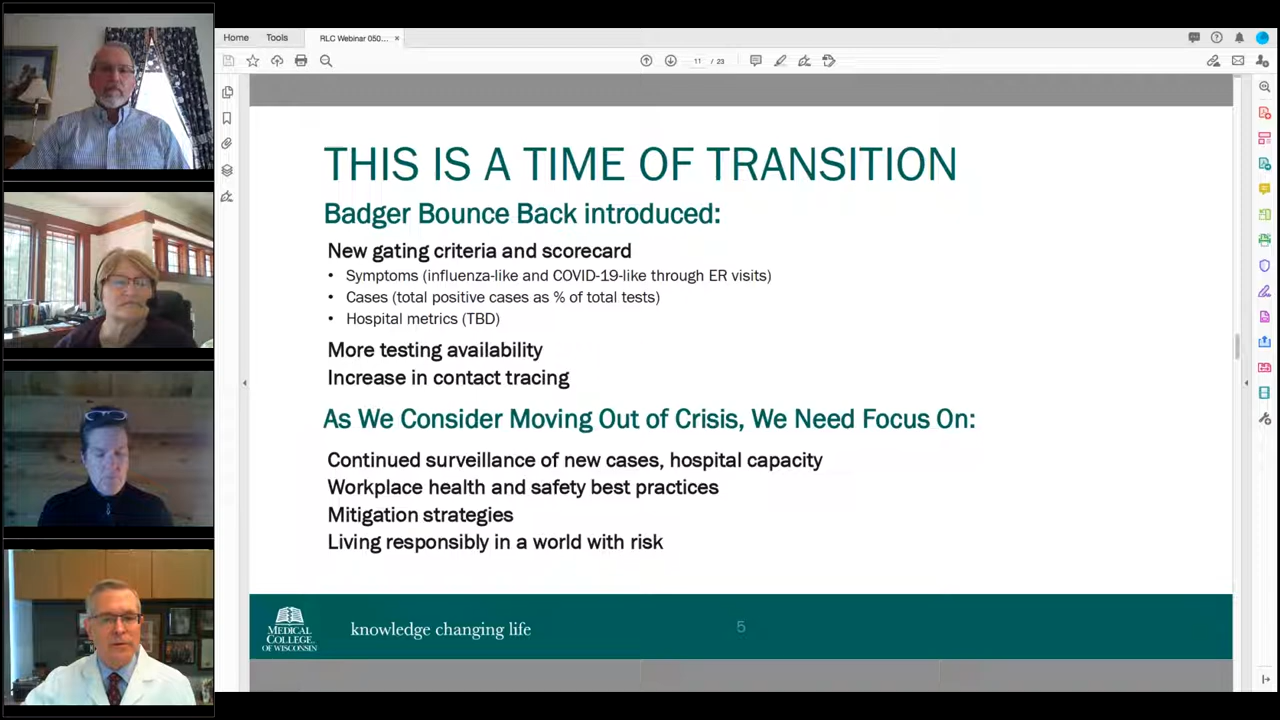 Home Tools RLC Webinar 050... ×
11 / 23
THIS IS A TIME OF TRANSITION
Badger Bounce Back introduced:
New gating criteria and scorecard
• Symptoms (influenza-like and COVID-19-like through ER visits)
• Cases (total positive cases as % of total tests)
• Hospital metrics (TBD)
More testing availability
Increase in contact tracing
As We Consider Moving Out of Crisis, We Need Focus On:
Continued surveillance of new cases, hospital capacity
Workplace health and safety best practices
Mitigation strategies
Living responsibly in a world with risk
MEDICAL
COLLEGE
OF WISCONSIN
knowledge changing life
5